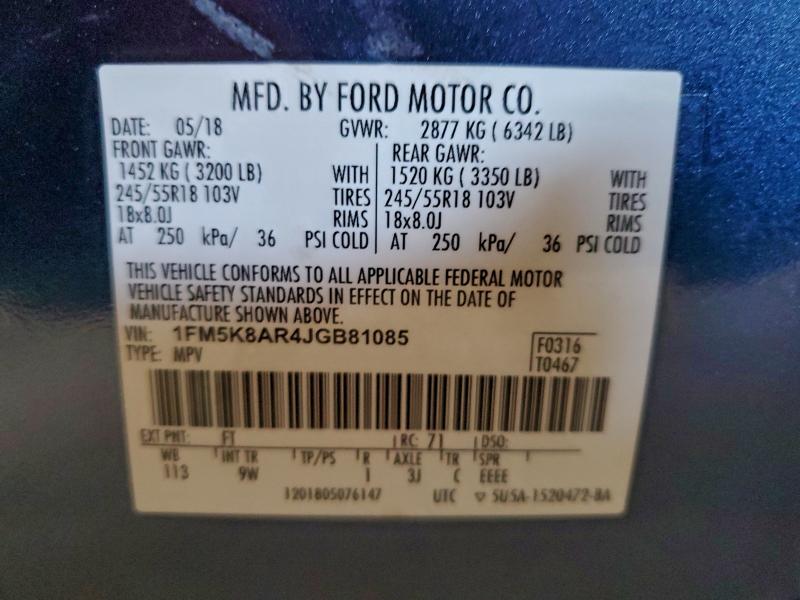 MFD. BY FORD MOTOR CO.
DATE: 05/18 GVWR: 2877 KG ( 6342 LB)
FRONT GAWR: REAR GAWR:
1452 KG ( 3200 LB) WITH 1520 KG ( 3350 LB) WITH
245/55R18 103V TIRES 245/55R18 103V TIRES
18x8.0J RIMS 18x8.0J RIMS
AT 250 kPa/ 36 PSI COLD AT 250 kPa/ 36 PSI COLD
THIS VEHICLE CONFORMS TO ALL APPLICABLE FEDERAL MOTOR
VEHICLE SAFETY STANDARDS IN EFFECT ON THE DATE OF
MANUFACTURE SHOWN ABOVE.
VIN: 1FM5K8AR4JGB81085 F0316
TYPE: MPV T0467
EXT PNT: FT RC: 71 DSO:
WB INT TR TP/PS R AXLE TR SPR
113 9W 1 3J C EEEE
1201805076147 UTC ▽ 5U5A-1520472-BA